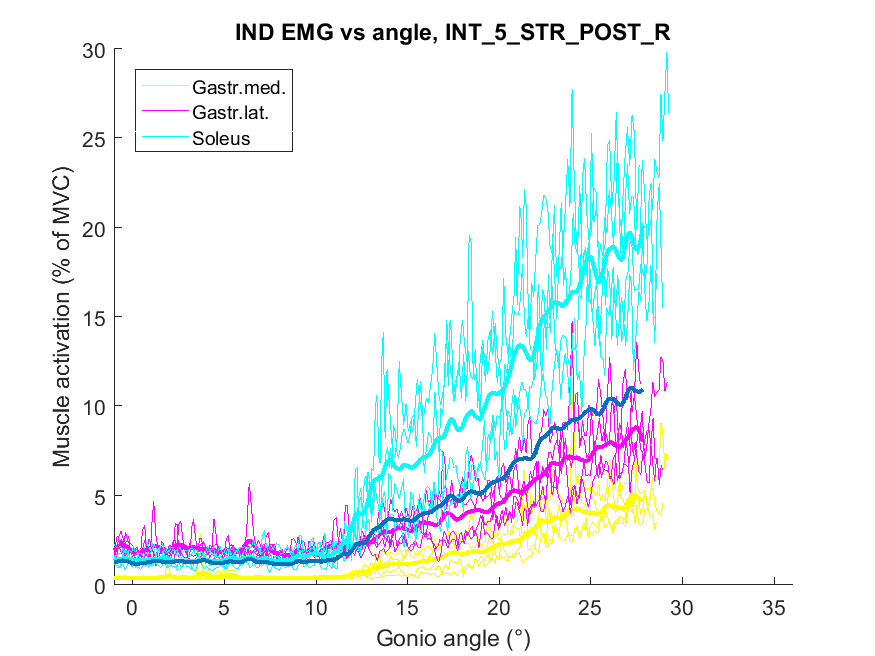 IND EMG vs angle, INT_5_STR_POST_R
30
25
20
15
10
5
0
Gastr.med.
Gastr.lat.
Soleus
Muscle activation (% of MVC)
0 5 10 15 20 25 30 35
Gonio angle (°)